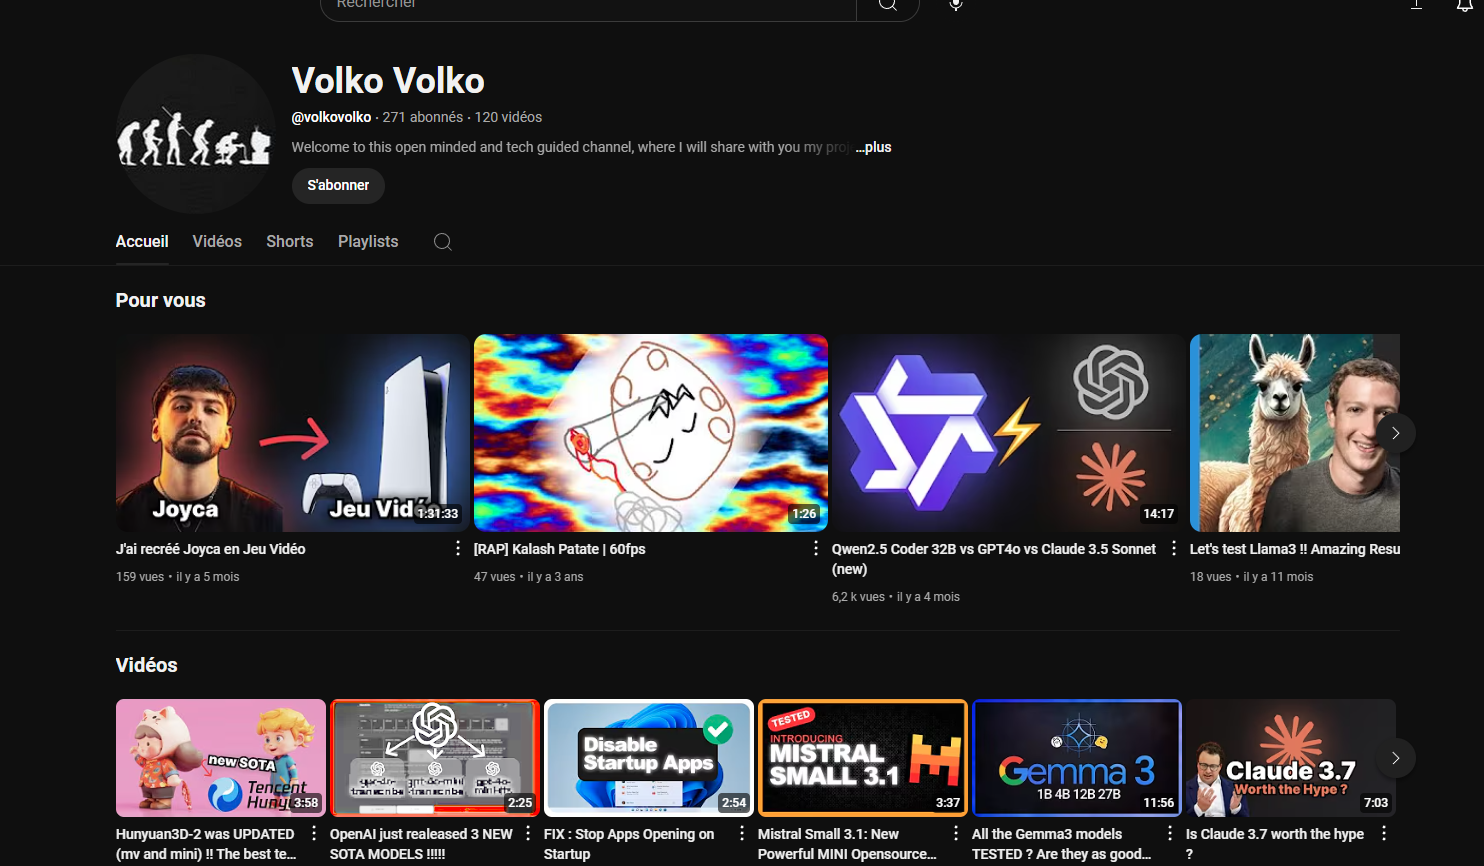 Rechercher
Volko Volko
@volkovolko · 271 abonnés · 120 vidéos
Welcome to this open minded and tech guided channel, where I will share with you my proj ...plus
S'abonner
Accueil Vidéos Shorts Playlists
Pour vous
Joyca
Jeu Vid
1:31:33
1:26
14:17
J'ai recréé Joyca en Jeu Vidéo
159 vues • il y a 5 mois
[RAP] Kalash Patate | 60fps
47 vues • il y a 3 ans
Qwen2.5 Coder 32B vs GPT4o vs Claude 3.5 Sonnet
(new)
6,2 k vues • il y a 4 mois
Let's test Llama3 !! Amazing Resu
18 vues • il y a 11 mois
Vidéos
new SOTA
Tencent
Huny
3:58
2:25
Disable
Startup Apps
2:54
TESTED
INTRODUCING
MISTRAL
SMALL 3.1
3:37
Gemma 3
1B 4B 12B 27B
11:56
Claude 3.7
Worth the Hype ?
7:03
Hunyuan3D-2 was UPDATED
(mv and mini) !! The best te...
OpenAI just realeased 3 NEW
SOTA MODELS !!!!!
FIX : Stop Apps Opening on
Startup
Mistral Small 3.1: New
Powerful MINI Opensource...
All the Gemma3 models
TESTED ? Are they as good...
Is Claude 3.7 worth the hype
?